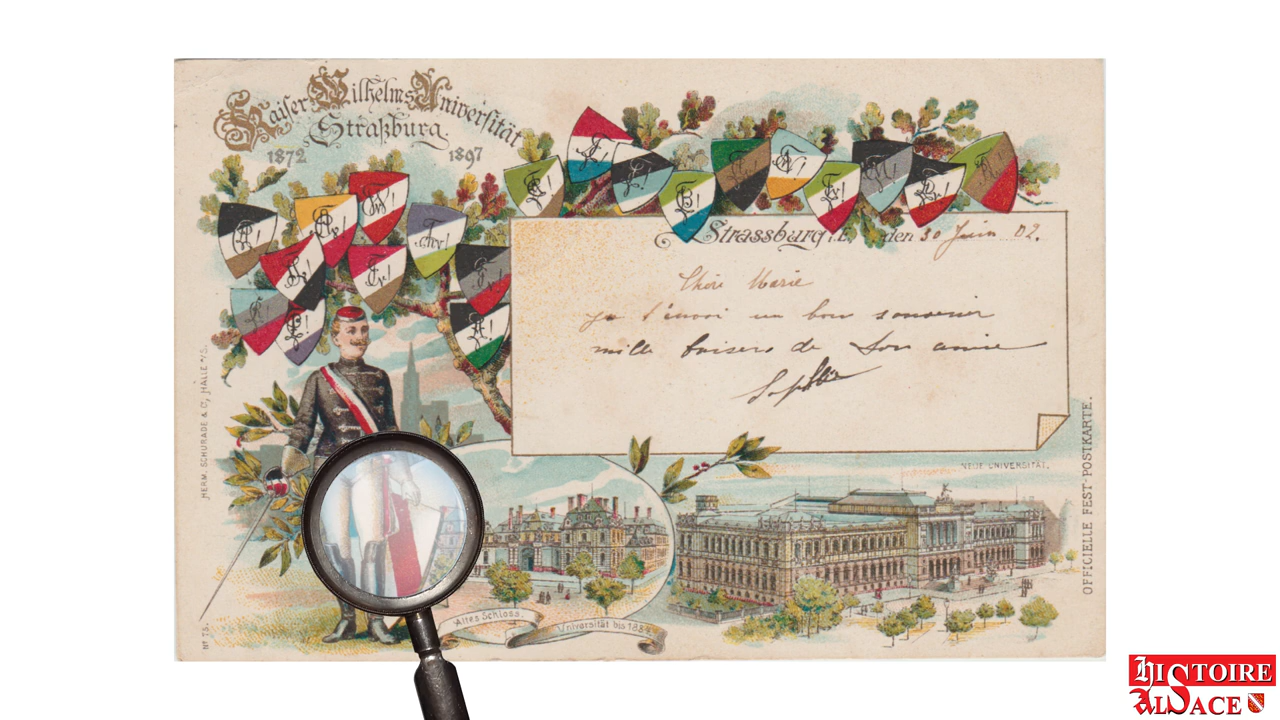 Kaiser Wilhelms Universität
Straßburg.
1872 1897
Strassburg i. E., den 30 Juin 02.
Chère Marie
je t'envoi un bon souvenir
mille baisers de ton amie
Sophie
HERM. SCHURADE & Cº, HALLE a/S.
Nº 75.
Altes Schloss.
Universität bis 1884.
NEUE UNIVERSITÄT.
OFFICIELLE FEST-POSTKARTE.
HISTOIRE
ALSACE